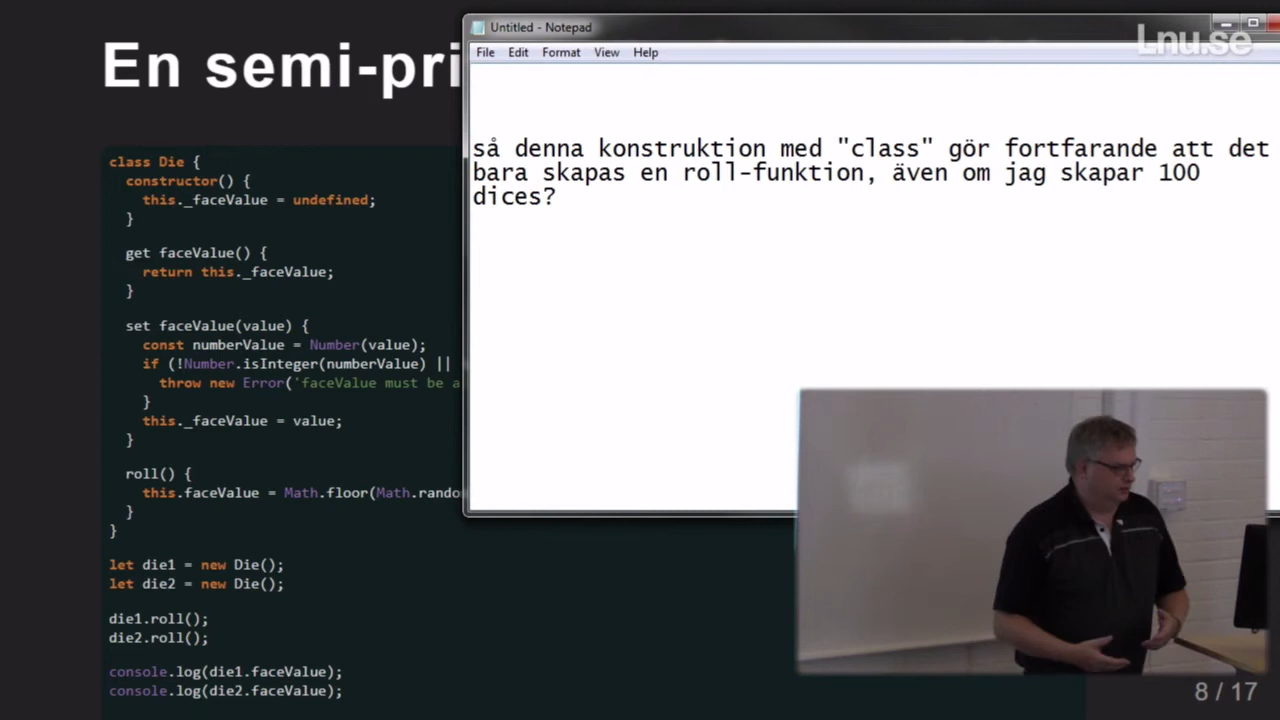 En semi-pri
Untitled - Notepad
Lnu.se
File Edit Format View Help
så denna konstruktion med "class" gör fortfarande att det
bara skapas en roll-funktion, även om jag skapar 100
dices?
class Die {
constructor() {
this._faceValue = undefined;
}
get faceValue() {
return this._faceValue;
}
set faceValue(value) {
const numberValue = Number(value);
if (!Number.isInteger(numberValue) ||
throw new Error('faceValue must be a
}
this._faceValue = value;
}
roll() {
this.faceValue = Math.floor(Math.rando
}
}
let die1 = new Die();
let die2 = new Die();
die1.roll();
die2.roll();
console.log(die1.faceValue);
console.log(die2.faceValue);
8 / 17